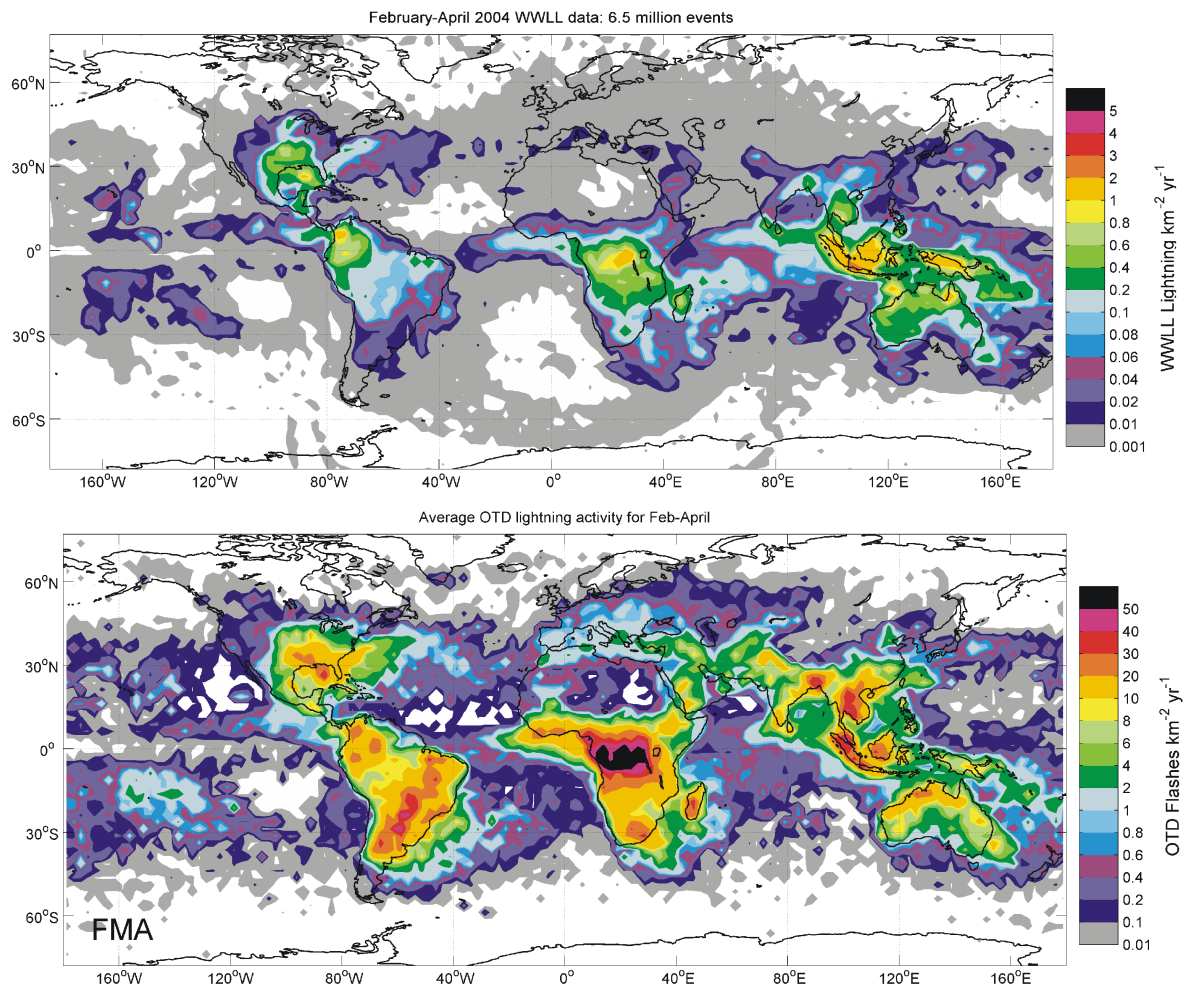 February-April 2004 WWLL data: 6.5 million events
60°N
30°N
0°
30°S
60°S
160°W 120°W 80°W 40°W 0° 40°E 80°E 120°E 160°E
5
4
3
2
1
0.8
0.6
0.4
0.2
0.1
0.08
0.06
0.04
0.02
0.01
0.001
WWLL Lightning km⁻² yr⁻¹
Average OTD lightning activity for Feb-April
60°N
30°N
0°
30°S
60°S
FMA
160°W 120°W 80°W 40°W 0° 40°E 80°E 120°E 160°E
50
40
30
20
10
8
6
4
2
1
0.8
0.6
0.4
0.2
0.1
0.01
OTD Flashes km⁻² yr⁻¹